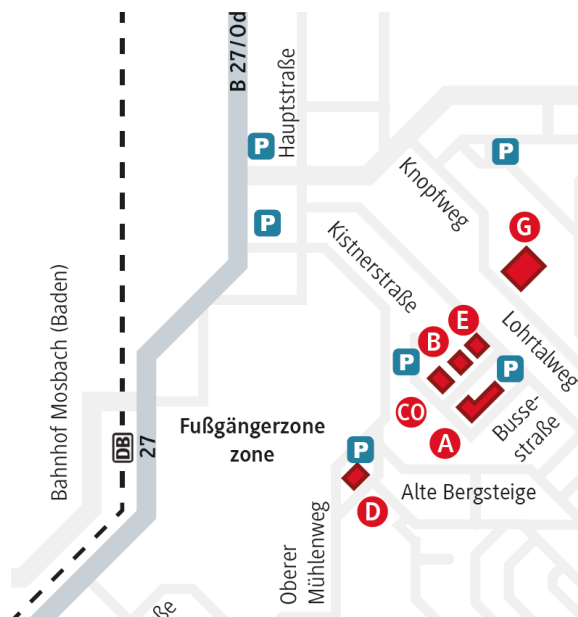 B 27/Od
Hauptstraße
P
P
P
Knopfweg
G
Kistnerstraße
Bahnhof Mosbach (Baden)
E
B
Lohrtalweg
P
P
CO
A
Busse-
straße
Fußgängerzone
zone
DB
27
P
Alte Bergsteige
D
Oberer
Mühlenweg
ße